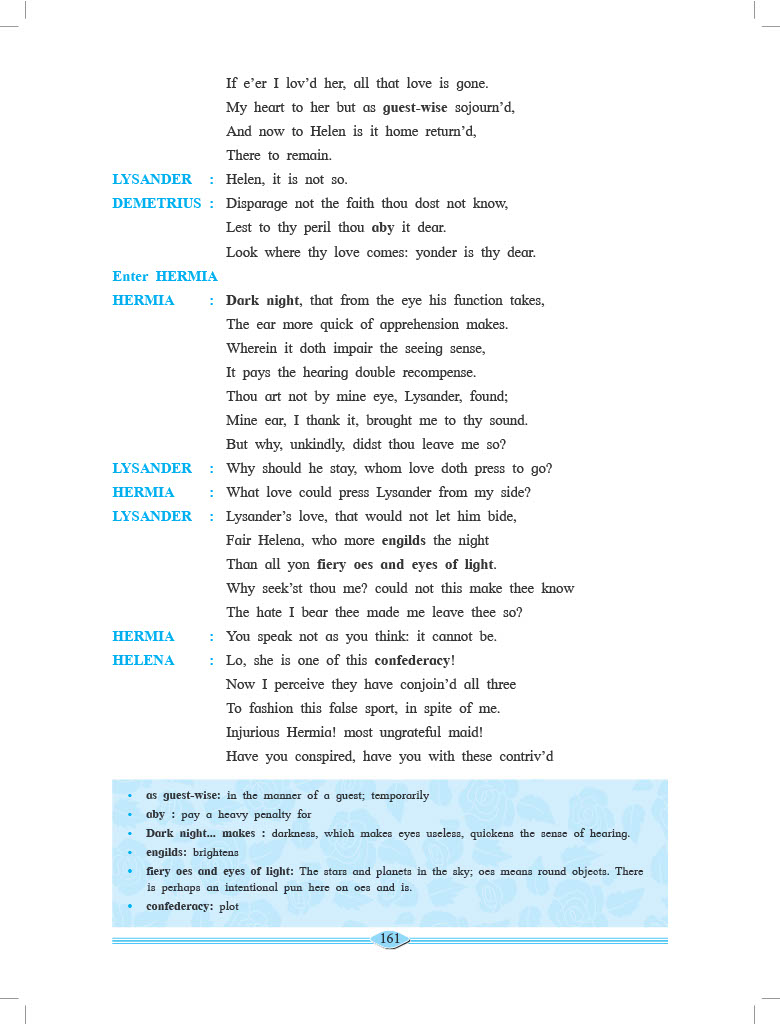 If e’er I lov’d her, all that love is gone.
My heart to her but as guest-wise sojourn’d,
And now to Helen is it home return’d,
There to remain.
LYSANDER : Helen, it is not so.
DEMETRIUS : Disparage not the faith thou dost not know,
Lest to thy peril thou aby it dear.
Look where thy love comes: yonder is thy dear.
Enter HERMIA
HERMIA : Dark night, that from the eye his function takes,
The ear more quick of apprehension makes.
Wherein it doth impair the seeing sense,
It pays the hearing double recompense.
Thou art not by mine eye, Lysander, found;
Mine ear, I thank it, brought me to thy sound.
But why, unkindly, didst thou leave me so?
LYSANDER : Why should he stay, whom love doth press to go?
HERMIA : What love could press Lysander from my side?
LYSANDER : Lysander’s love, that would not let him bide,
Fair Helena, who more engilds the night
Than all yon fiery oes and eyes of light.
Why seek’st thou me? could not this make thee know
The hate I bear thee made me leave thee so?
HERMIA : You speak not as you think: it cannot be.
HELENA : Lo, she is one of this confederacy!
Now I perceive they have conjoin’d all three
To fashion this false sport, in spite of me.
Injurious Hermia! most ungrateful maid!
Have you conspired, have you with these contriv’d
• as guest-wise: in the manner of a guest; temporarily
• aby : pay a heavy penalty for
• Dark night... makes : darkness, which makes eyes useless, quickens the sense of hearing.
• engilds: brightens
• fiery oes and eyes of light: The stars and planets in the sky; oes means round objects. There
is perhaps an intentional pun here on oes and is.
• confederacy: plot
161